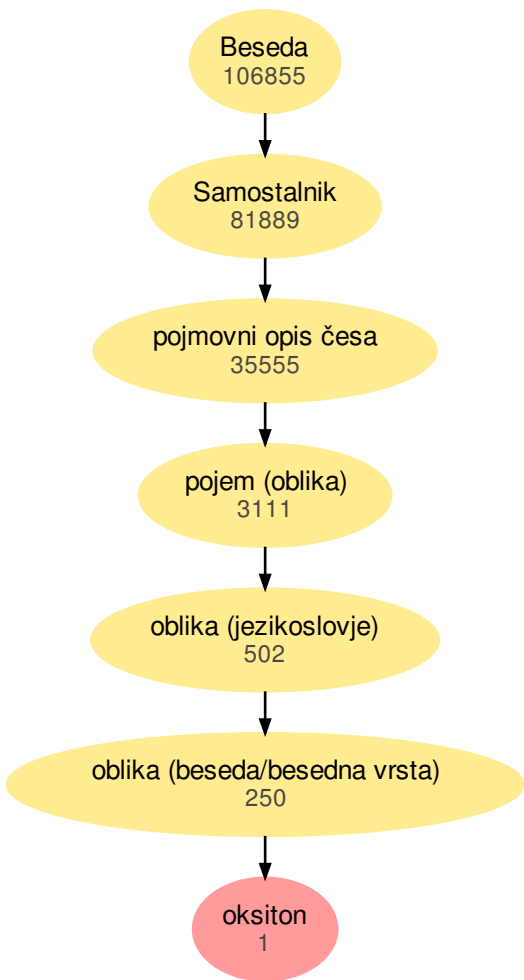 Beseda
106855
Samostalnik
81889
pojmovni opis česa
35555
pojem (oblika)
3111
oblika (jezikoslovje)
502
oblika (beseda/besedna vrsta)
250
oksiton
1